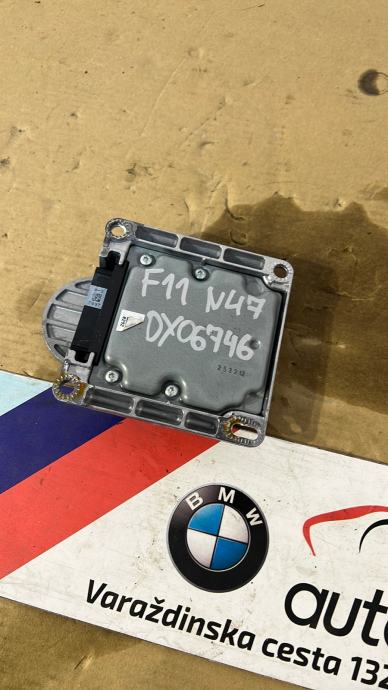 F11 N47
DX06746
253212
BMW
auto
Varaždinska cesta 132